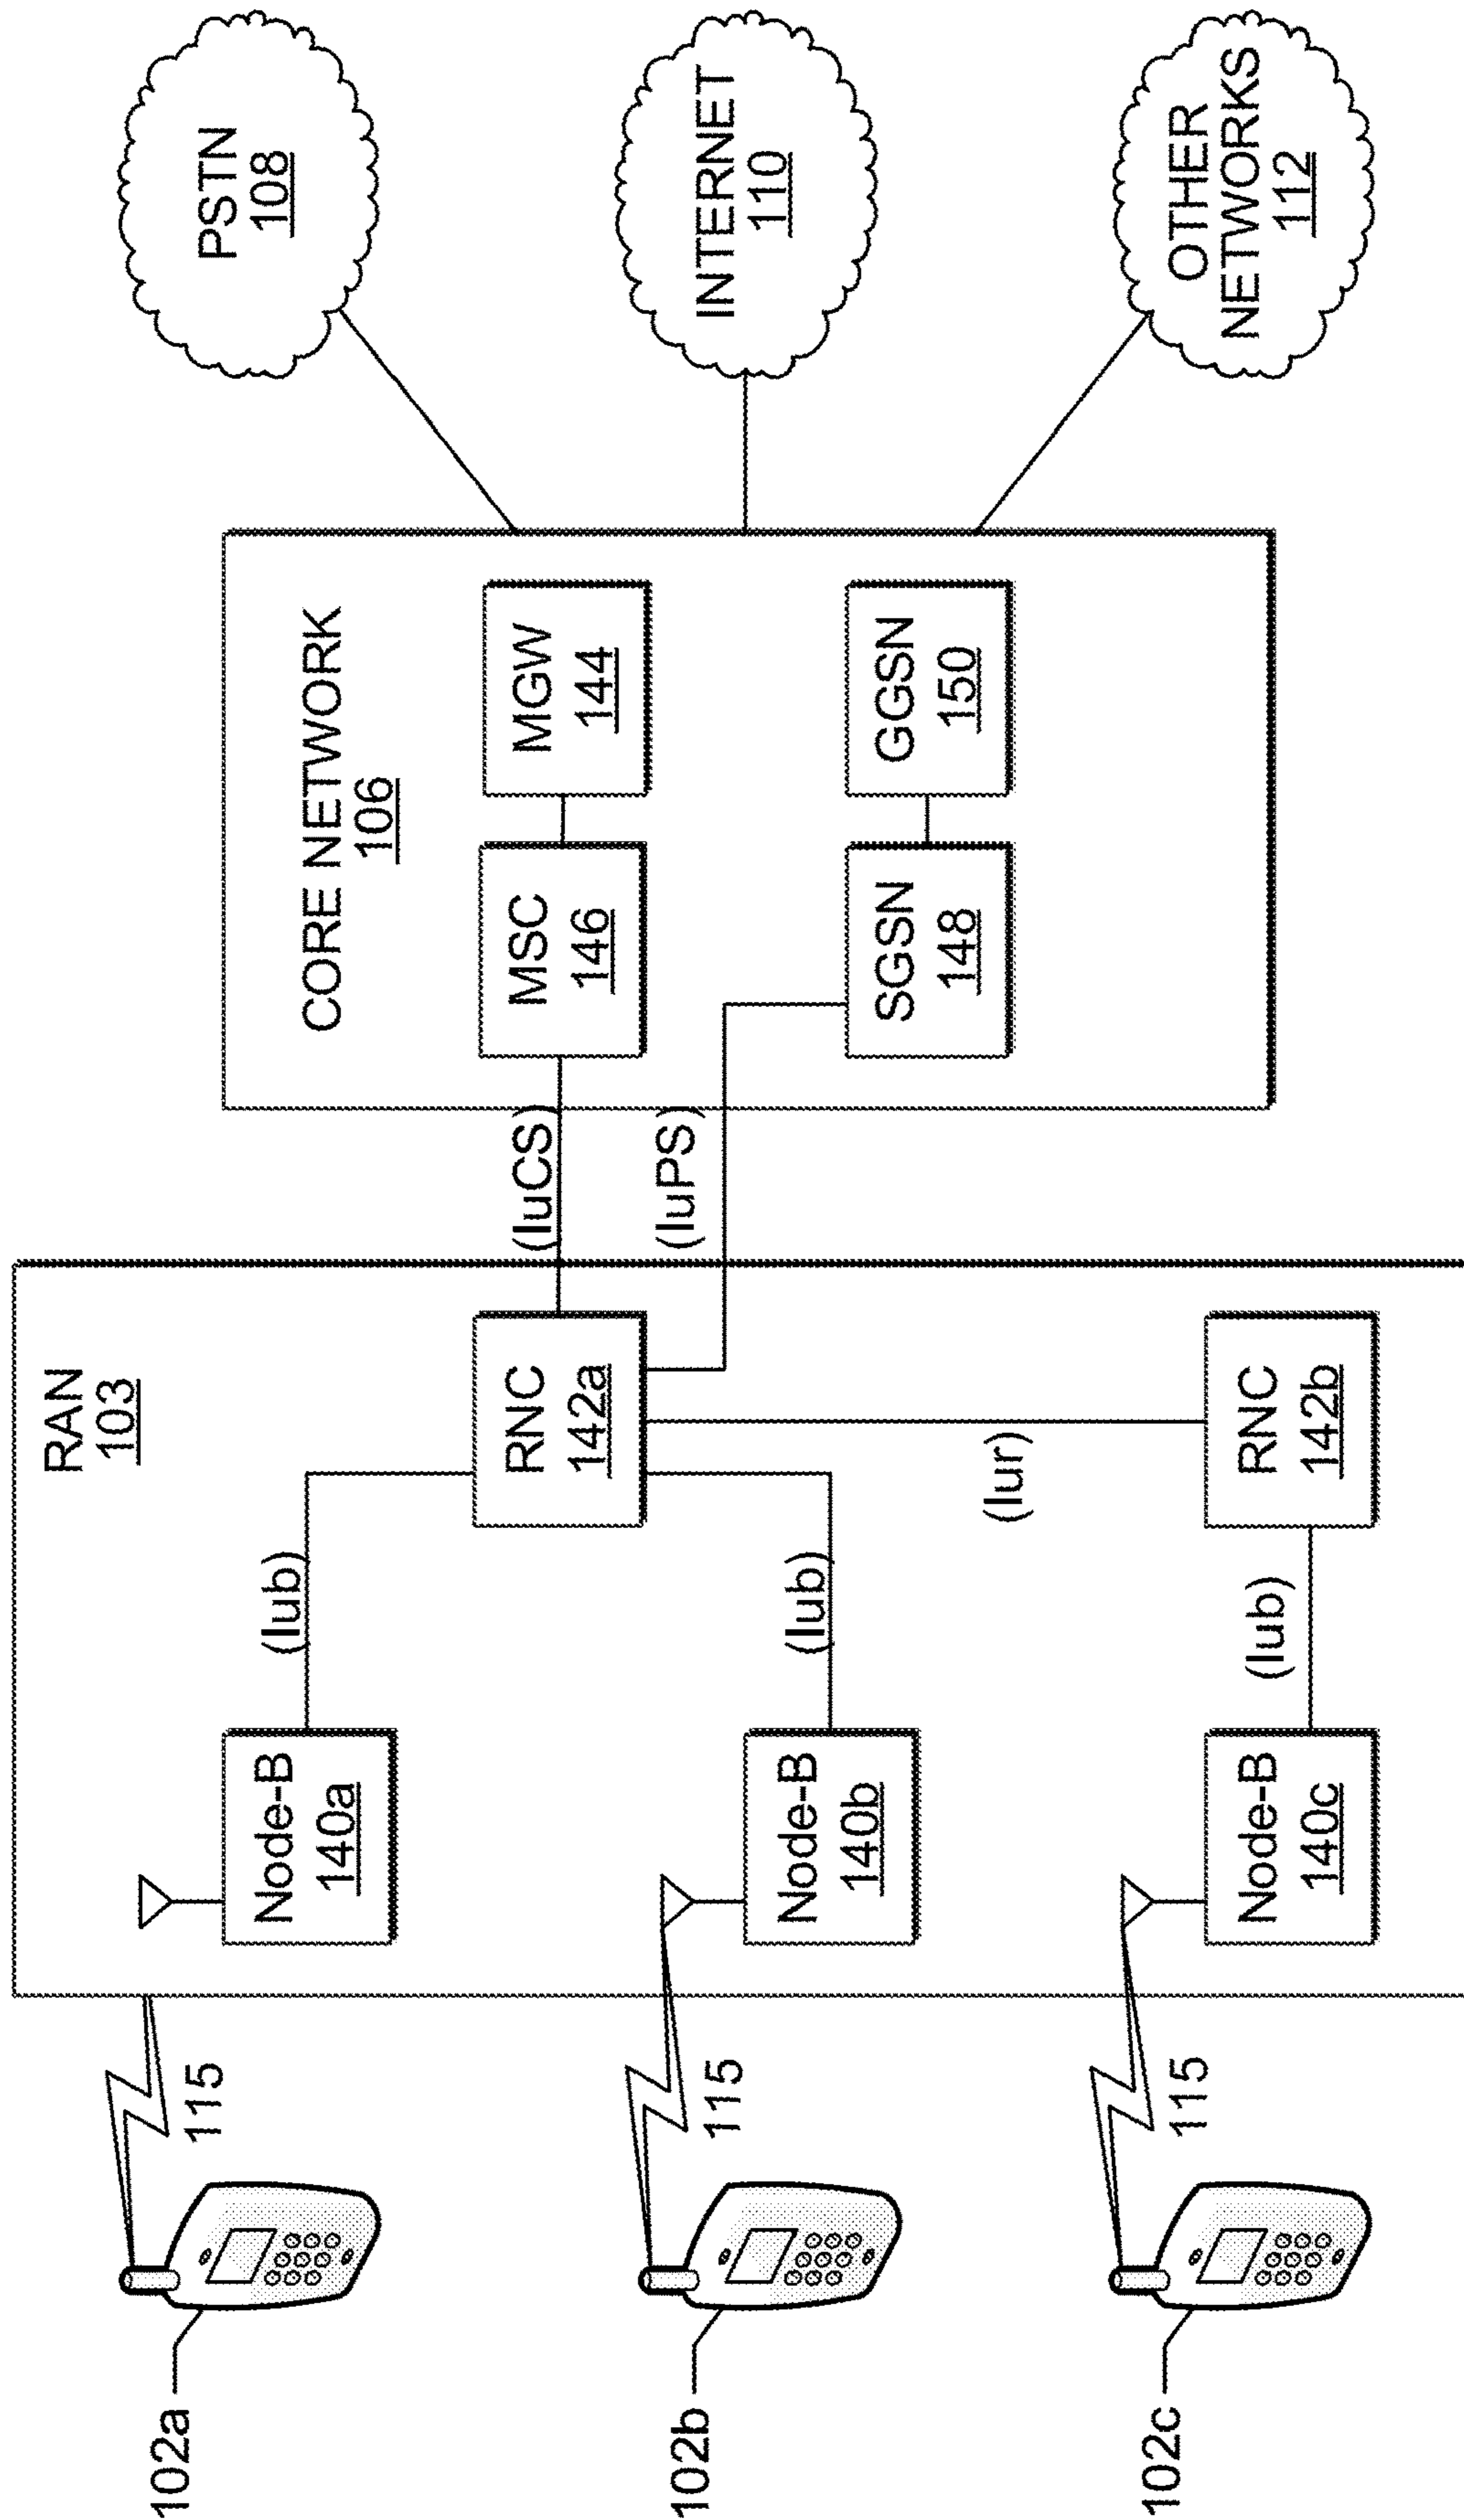 102a
115
102b
115
102c
115
RAN
103
Node-B
140a
(Iub)
Node-B
140b
(Iub)
Node-B
140c
(Iub)
RNC
142a
(Iur)
RNC
142b
(IuCS)
(IuPS)
CORE NETWORK
106
MSC
146
MGW
144
SGSN
148
GGSN
150
PSTN
108
INTERNET
110
OTHER
NETWORKS
112